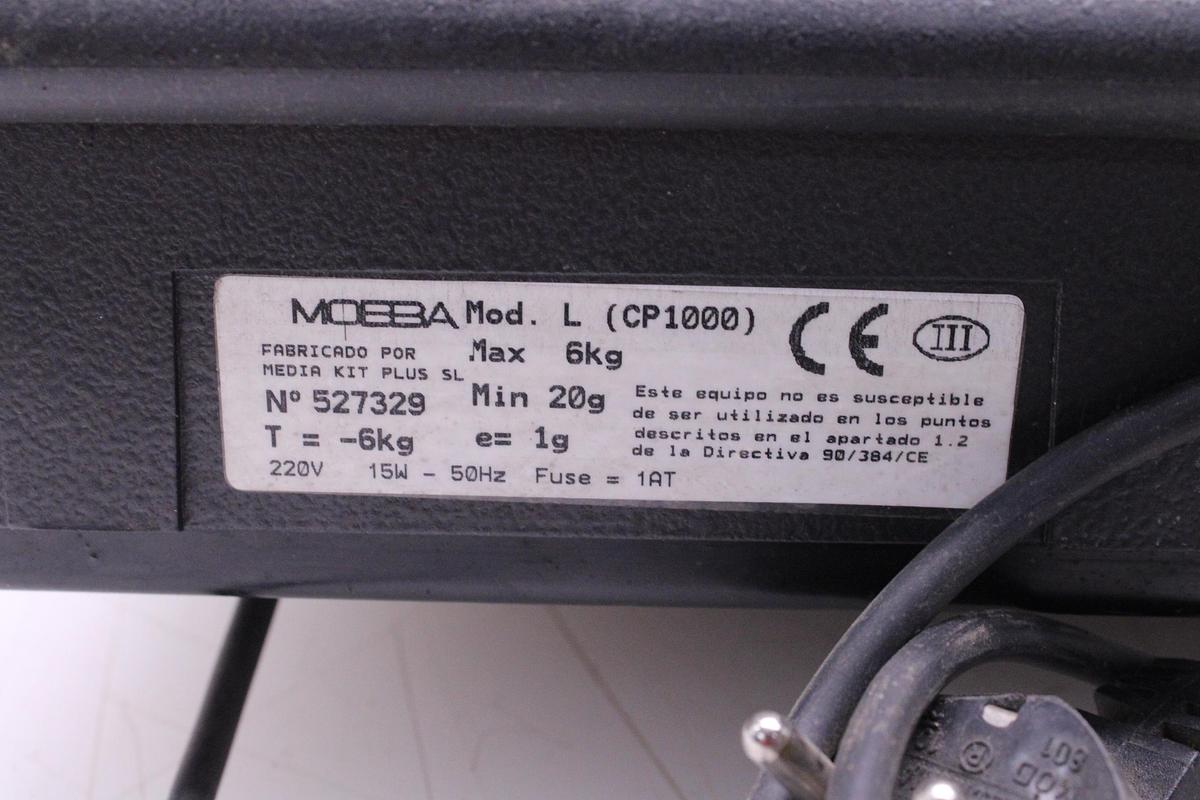 MOBBA Mod. L (CP1000)
CE III
FABRICADO POR
MEDIA KIT PLUS SL
Max 6kg
Nº 527329
Min 20g
T = -6kg
e= 1g
Este equipo no es susceptible
de ser utilizado en los puntos
descritos en el apartado 1.2
de la Directiva 90/384/CE
220V 15W - 50Hz Fuse = 1AT
®